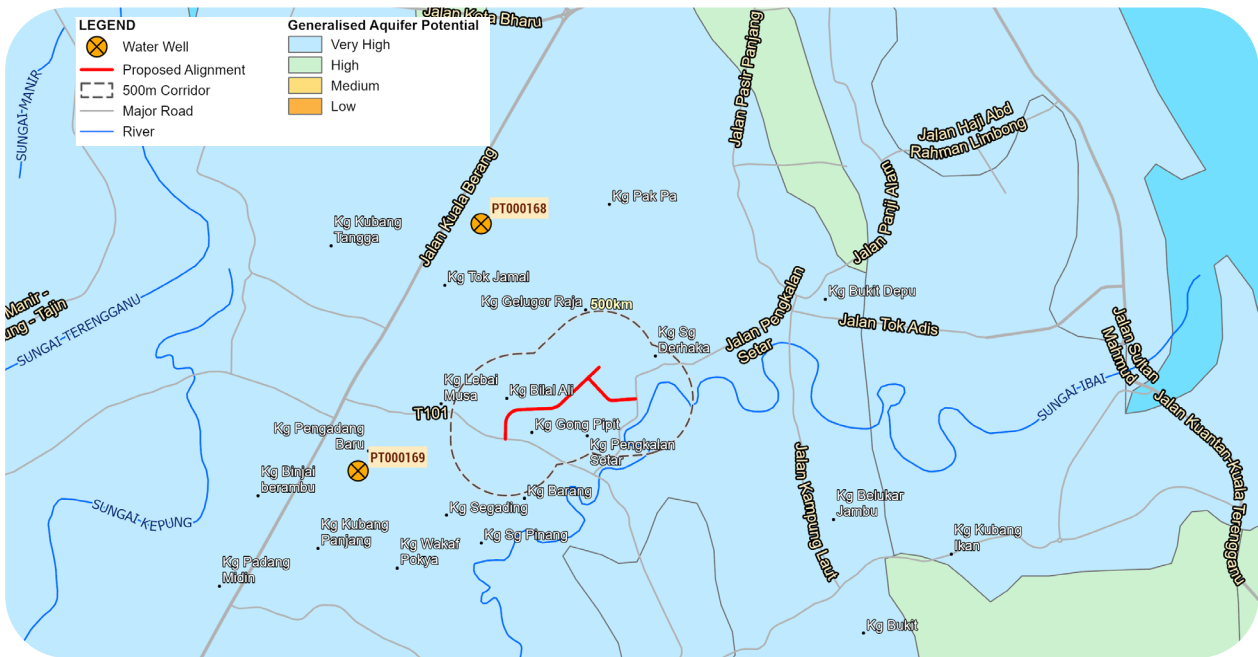 LEGEND
Water Well
Proposed Alignment
500m Corridor
Major Road
River
Generalised Aquifer Potential
Very High
High
Medium
Low
Jalan Kota Bharu
SUNGAI-MANIR
Jalan Kuala Berang
Jalan Pasir Panjang
Jalan Haji Abd
Rahman Limbong
Jalan Panji Alam
PT000168
Kg Pak Pa
Kg Kubang
Tangga
Kg Tok Jamal
Kg Gelugor Raja
500km
Kg Bukit Depu
Manir -
ung - Tajin
SUNGAI-TERENGGANU
Jalan Pengkalan
Setar
Jalan Tok Adis
Kg Sg
Derhaka
Jalan Sultan
Mahmud
SUNGAI-IBAI
Jalan Kuantan-Kuala Terengganu
Kg Lebai
Musa
Kg Bilal Ali
T101
Kg Gong Pipit
Kg Pengadang
Baru
Kg Pengkalan
Setar
PT000169
Kg Binjai
berambu
Kg Barang
Jalan Kampung Laut
Kg Segading
SUNGAI-KEPUNG
Kg Belukar
Jambu
Kg Kubang
Panjang
Kg Wakaf
Pokya
Kg Sg Pinang
Kg Kubang
Ikan
Kg Padang
Midin
Kg Bukit